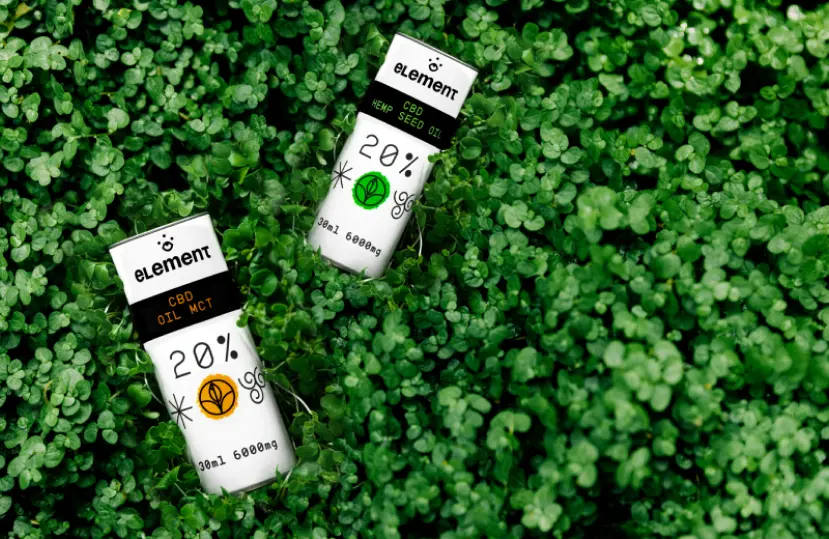 eLement
CBD
OIL MCT
20%
30ml 6000mg
eLement
CBD
HEMP SEED OIL
20%
30ml 6000mg